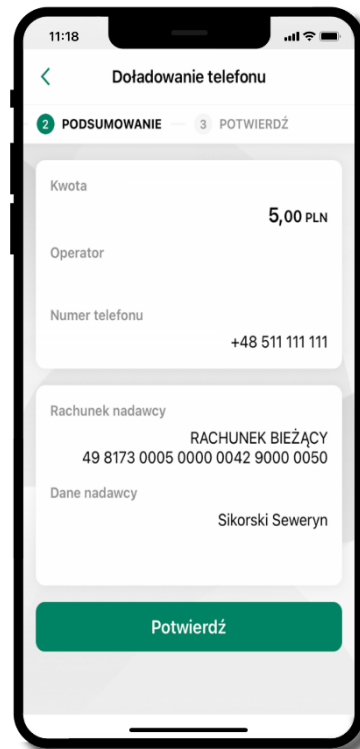 11:18
Doładowanie telefonu
2 PODSUMOWANIE 3 POTWIERDŹ
Kwota
5,00 PLN
Operator
Numer telefonu
+48 511 111 111
Rachunek nadawcy
RACHUNEK BIEŻĄCY
49 8173 0005 0000 0042 9000 0050
Dane nadawcy
Sikorski Seweryn
Potwierdź